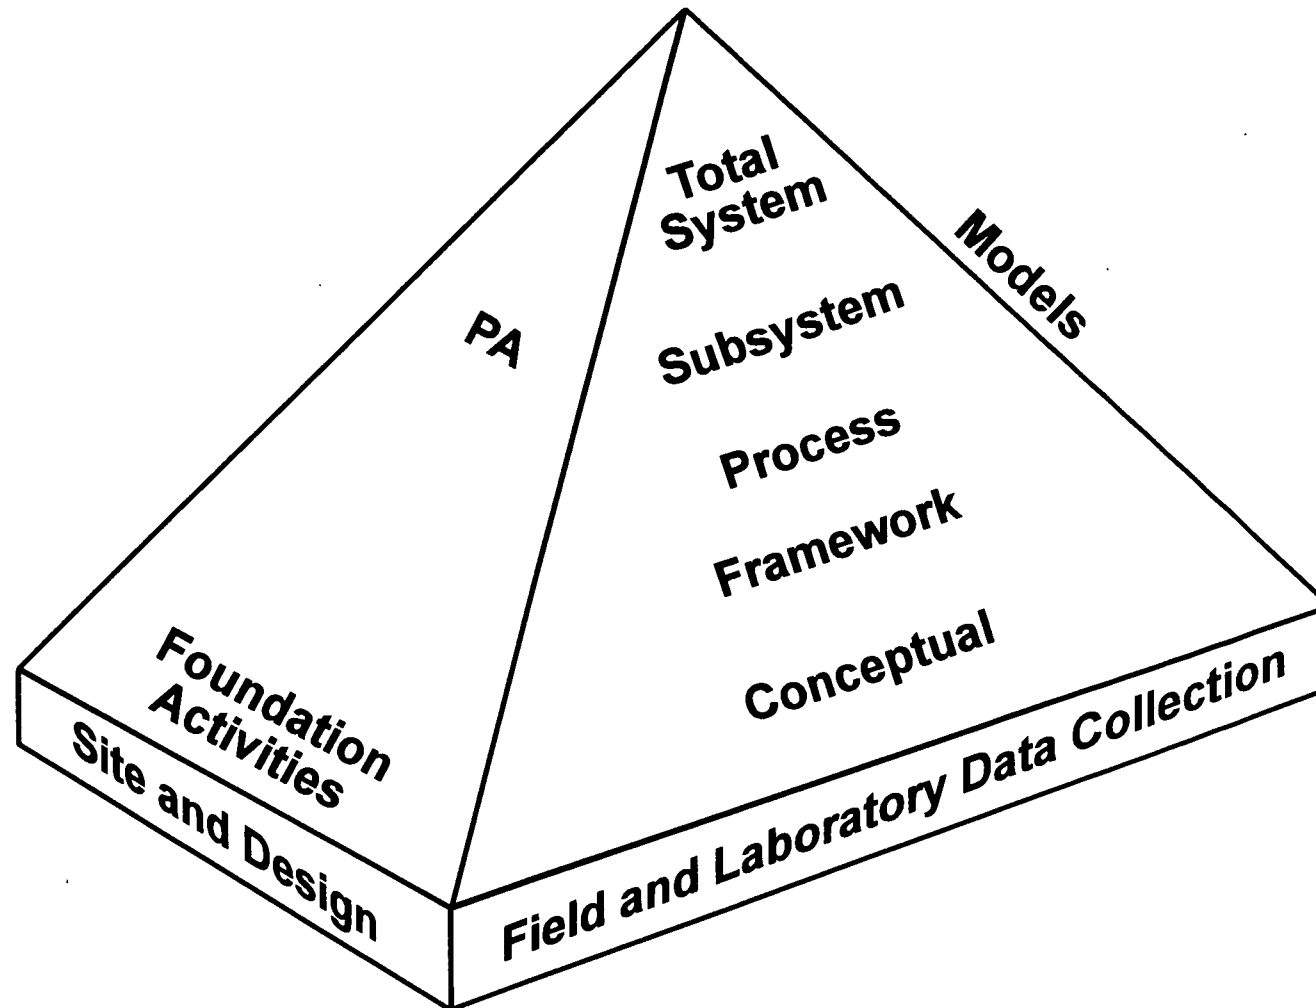 Total
System
Models
Subsystem
PA
Process
Framework
Conceptual
Foundation
Activities
Site and Design
Field and Laboratory Data Collection